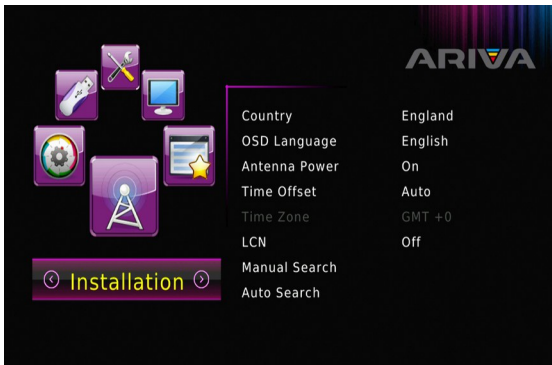 ARIVA
Country England
OSD Language English
Antenna Power On
Time Offset Auto
Time Zone GMT +0
LCN Off
Manual Search
Auto Search
Installation